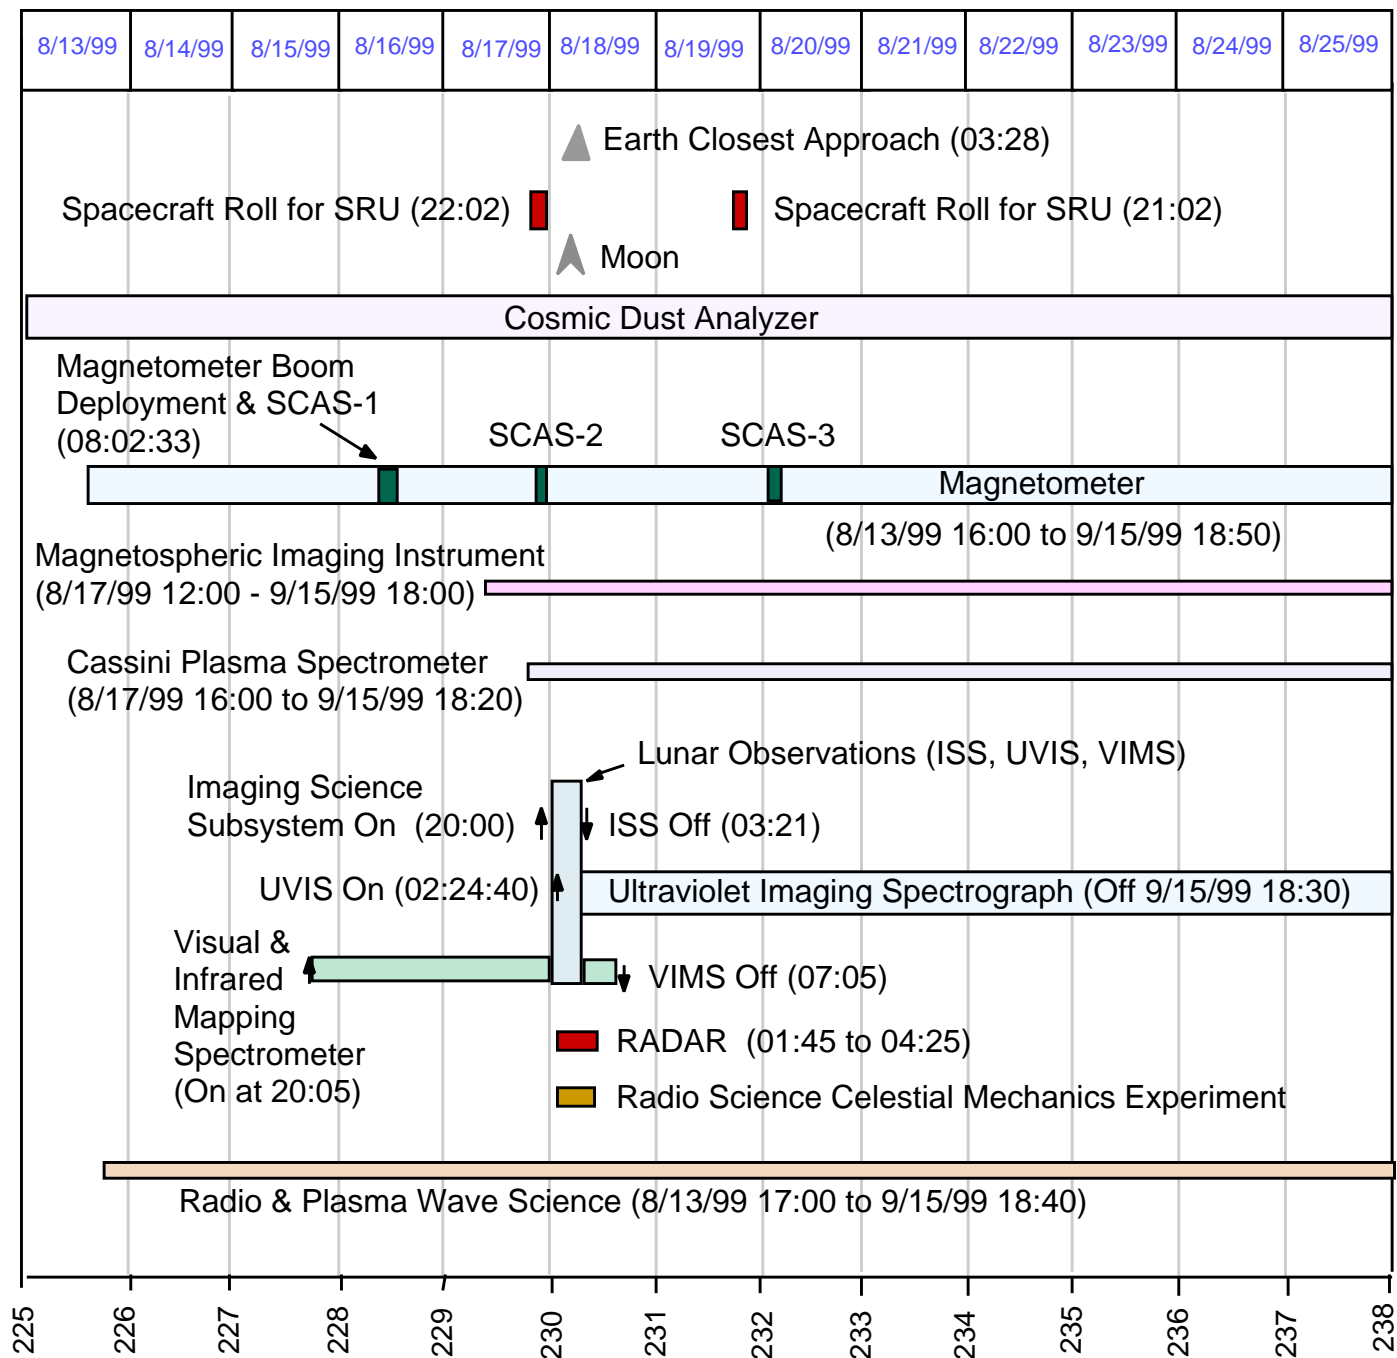 8/13/99 8/14/99 8/15/99 8/16/99 8/17/99 8/18/99 8/19/99 8/20/99 8/21/99 8/22/99 8/23/99 8/24/99 8/25/99
Earth Closest Approach (03:28)
Spacecraft Roll for SRU (22:02)
Spacecraft Roll for SRU (21:02)
Moon
Cosmic Dust Analyzer
Magnetometer Boom
Deployment & SCAS-1
(08:02:33)
SCAS-2
SCAS-3
Magnetometer
(8/13/99 16:00 to 9/15/99 18:50)
Magnetospheric Imaging Instrument
(8/17/99 12:00 - 9/15/99 18:00)
Cassini Plasma Spectrometer
(8/17/99 16:00 to 9/15/99 18:20)
Lunar Observations (ISS, UVIS, VIMS)
Imaging Science
Subsystem On (20:00)
ISS Off (03:21)
UVIS On (02:24:40)
Ultraviolet Imaging Spectrograph (Off 9/15/99 18:30)
Visual &
Infrared
Mapping
Spectrometer
(On at 20:05)
VIMS Off (07:05)
RADAR (01:45 to 04:25)
Radio Science Celestial Mechanics Experiment
Radio & Plasma Wave Science (8/13/99 17:00 to 9/15/99 18:40)
225 226 227 228 229 230 231 232 233 234 235 236 237 238